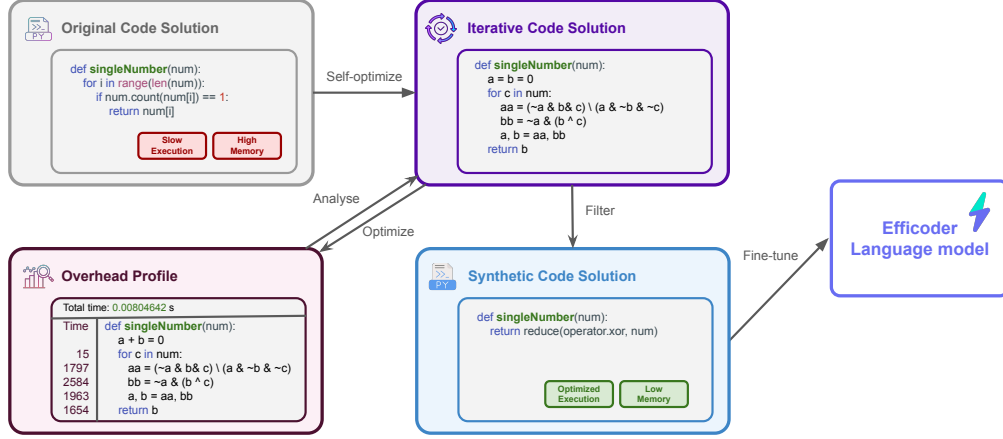 Original Code Solution
>>_
PY
def singleNumber(num):
for i in range(len(num)):
if num.count(num[i]) == 1:
return num[i]
Slow
Execution
High
Memory
Self-optimize
Iterative Code Solution
def singleNumber(num):
a = b = 0
for c in num:
aa = (~a & b& c) \ (a & ~b & ~c)
bb = ~a & (b ^ c)
a, b = aa, bb
return b
Analyse
Optimize
Filter
Overhead Profile
Total time: 0.00804642 s
Time def singleNumber(num):
a + b = 0
15 for c in num:
1797 aa = (~a & b& c) \ (a & ~b & ~c)
2584 bb = ~a & (b ^ c)
1963 a, b = aa, bb
1654 return b
>>_
PY
Synthetic Code Solution
def singleNumber(num):
return reduce(operator.xor, num)
Optimized
Execution
Low
Memory
Fine-tune
Efficoder
Language model